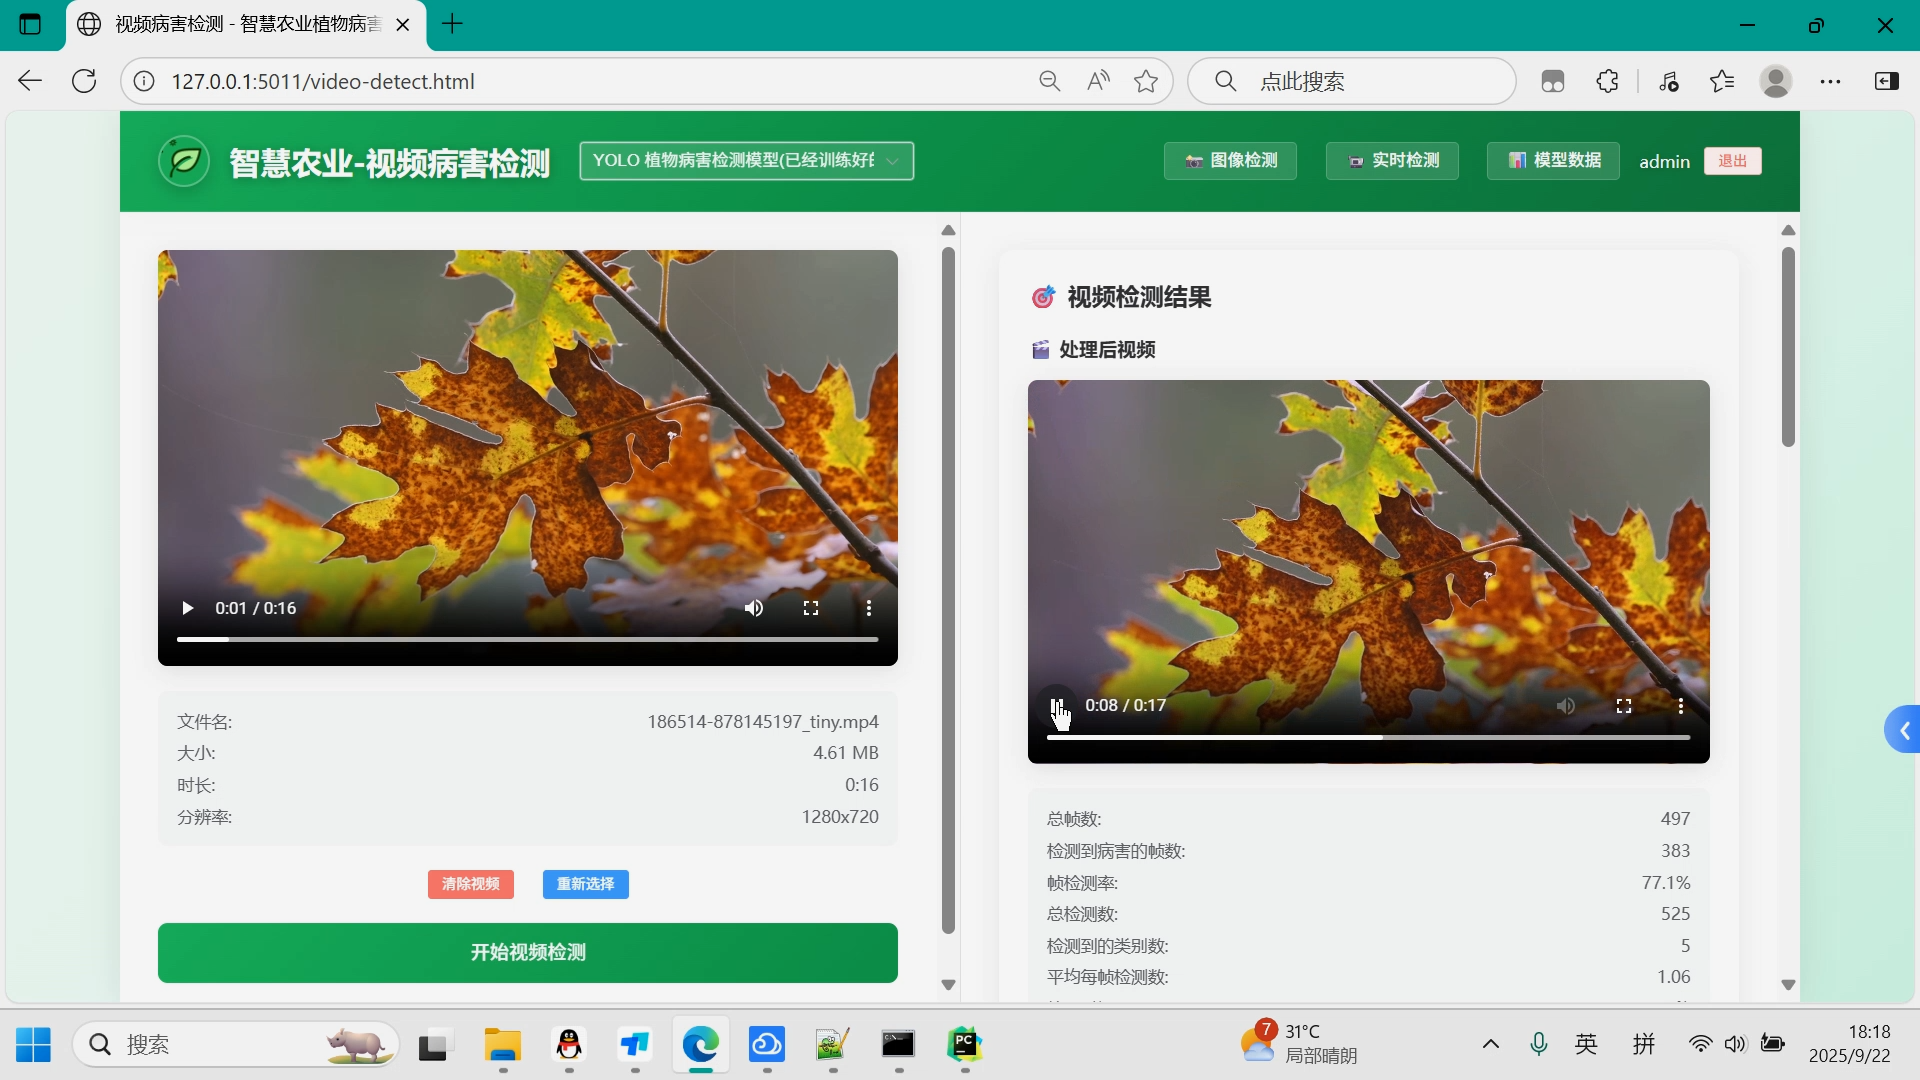 视频病害检测 - 智慧农业植物病害
127.0.0.1:5011/video-detect.html
点此搜索
智慧农业-视频病害检测
YOLO 植物病害检测模型(已经训练好的
图像检测
实时检测
模型数据
admin
退出
0:01 / 0:16
文件名: 186514-878145197_tiny.mp4
大小: 4.61 MB
时长: 0:16
分辨率: 1280x720
清除视频
重新选择
开始视频检测
视频检测结果
处理后视频
0:08 / 0:17
总帧数: 497
检测到病害的帧数: 383
帧检测率: 77.1%
总检测数: 525
检测到的类别数: 5
平均每帧检测数: 1.06
搜索
PC
7
31°C
局部晴朗
英
拼
18:18
2025/9/22